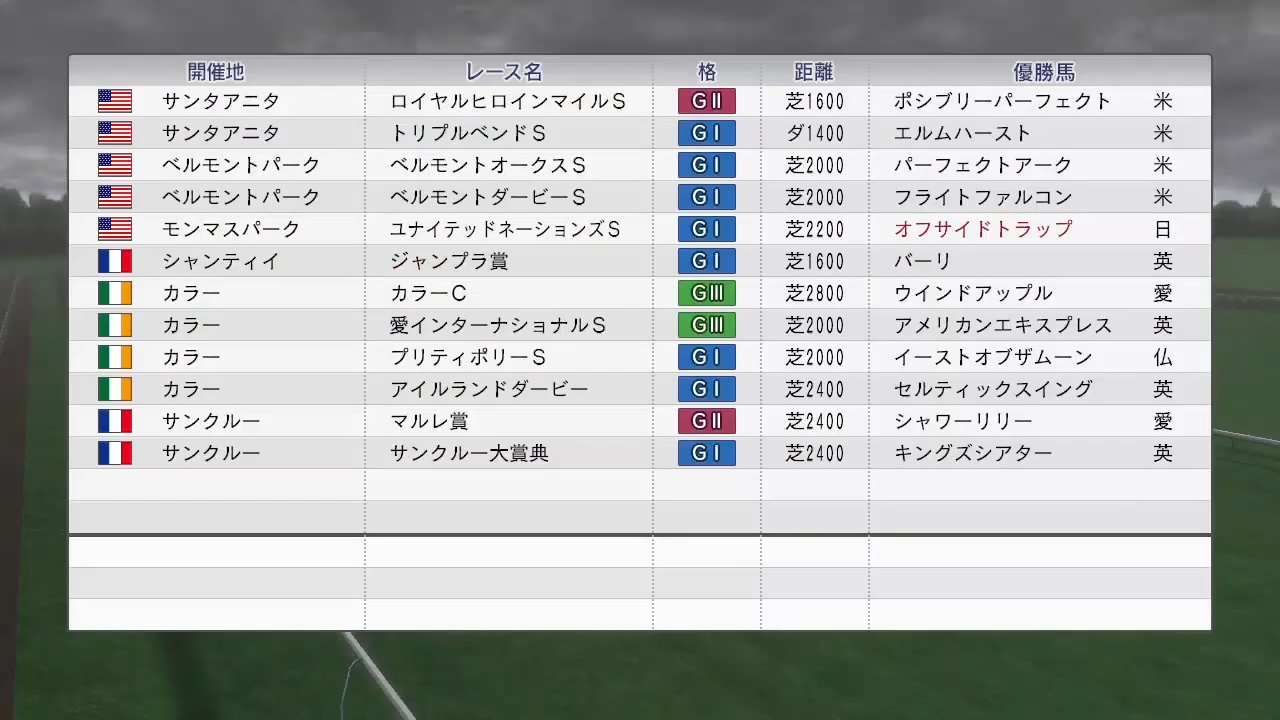 開催地 レース名 格 距離 優勝馬
サンタアニタ ロイヤルヒロインマイルS GⅡ 芝1600 ポシブリーパーフェクト 米
サンタアニタ トリプルベンドS GⅠ ダ1400 エルムハースト 米
ベルモントパーク ベルモントオークスS GⅠ 芝2000 パーフェクトアーク 米
ベルモントパーク ベルモントダービーS GⅠ 芝2000 フライトファルコン 米
モンマスパーク ユナイテッドネーションズS GⅠ 芝2200 オフサイドトラップ 日
シャンティイ ジャンプラ賞 GⅠ 芝1600 バーリ 英
カラー カラーC GⅢ 芝2800 ウインドアップル 愛
カラー 愛インターナショナルS GⅢ 芝2000 アメリカンエキスプレス 英
カラー プリティポリーS GⅠ 芝2000 イーストオブザムーン 仏
カラー アイルランドダービー GⅠ 芝2400 セルティックスイング 英
サンクルー マルレ賞 GⅡ 芝2400 シャワーリリー 愛
サンクルー サンクルー大賞典 GⅠ 芝2400 キングズシアター 英